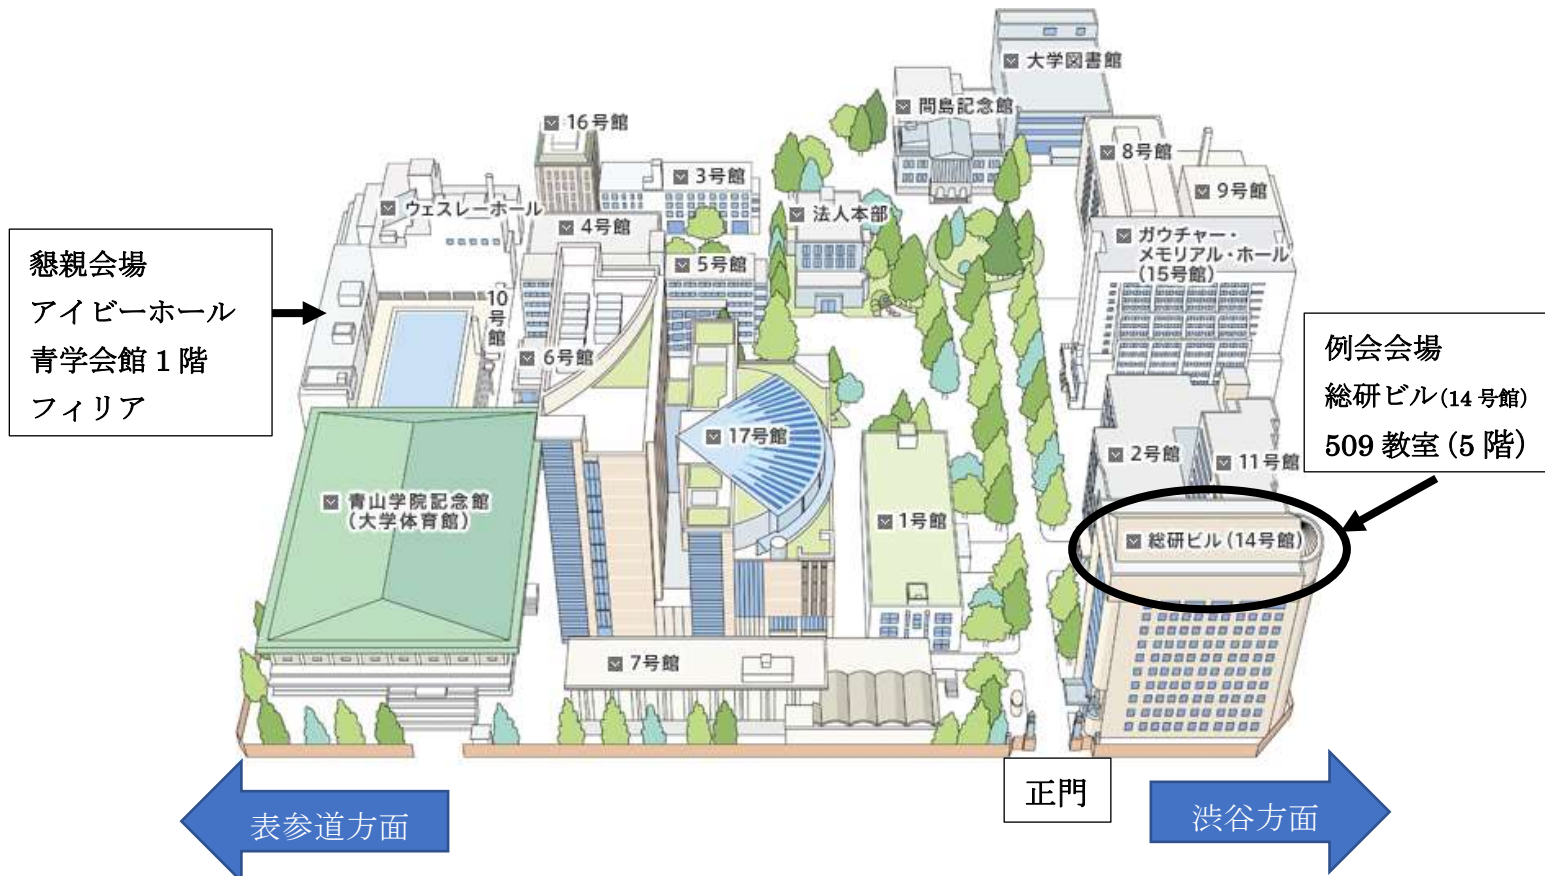 大学図書館
間島記念館
16号館
8号館
3号館
9号館
ウェスレーホール
法人本部
4号館
ガウチャー・
メモリアル・ホール
(15号館)
5号館
懇親会場
アイビーホール
青学会館 1 階
フィリア
10号館
6号館
例会会場
総研ビル(14 号館)
509 教室 (5 階)
17号館
2号館
11号館
青山学院記念館
(大学体育館)
1号館
総研ビル(14号館)
7号館
正門
表参道方面
渋谷方面